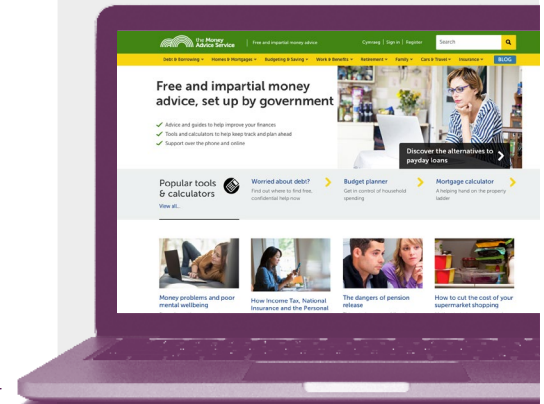 the Money
Advice Service
Free and impartial money advice
Cymraeg | Sign in | Register
Search
Debt & Borrowing
Homes & Mortgages
Budgeting & Saving
Work & Benefits
Retirement
Family
Cars & Travel
Insurance
BLOG
Free and impartial money
advice, set up by government
Advice and guides to help improve your finances
Tools and calculators to help keep track and plan ahead
Support over the phone and online
Discover the alternatives to
payday loans
Popular tools
& calculators
View all..
Worried about debt?
Find out where to find free,
confidential help now
Budget planner
Get in control of household
spending
Mortgage calculator
A helping hand on the property
ladder
Money problems and poor
mental wellbeing
How Income Tax, National
Insurance and the Personal
The dangers of pension
release
How to cut the cost of your
supermarket shopping